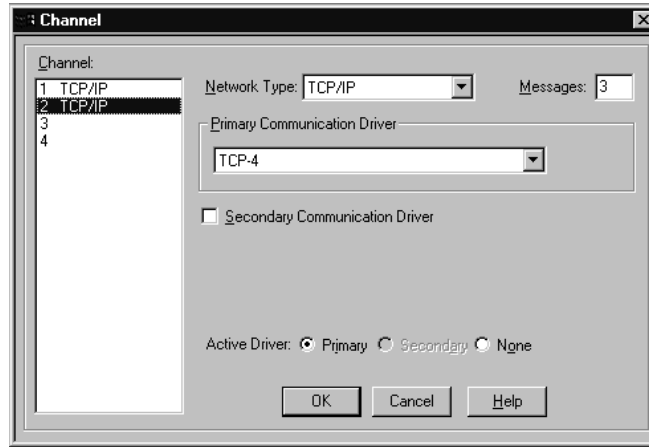 Channel
Channel:
1 TCP/IP
2 TCP/IP
3
4
Network Type: TCP/IP
Messages: 3
Primary Communication Driver
TCP-4
Secondary Communication Driver
Active Driver: Primary Secondary None
OK Cancel Help